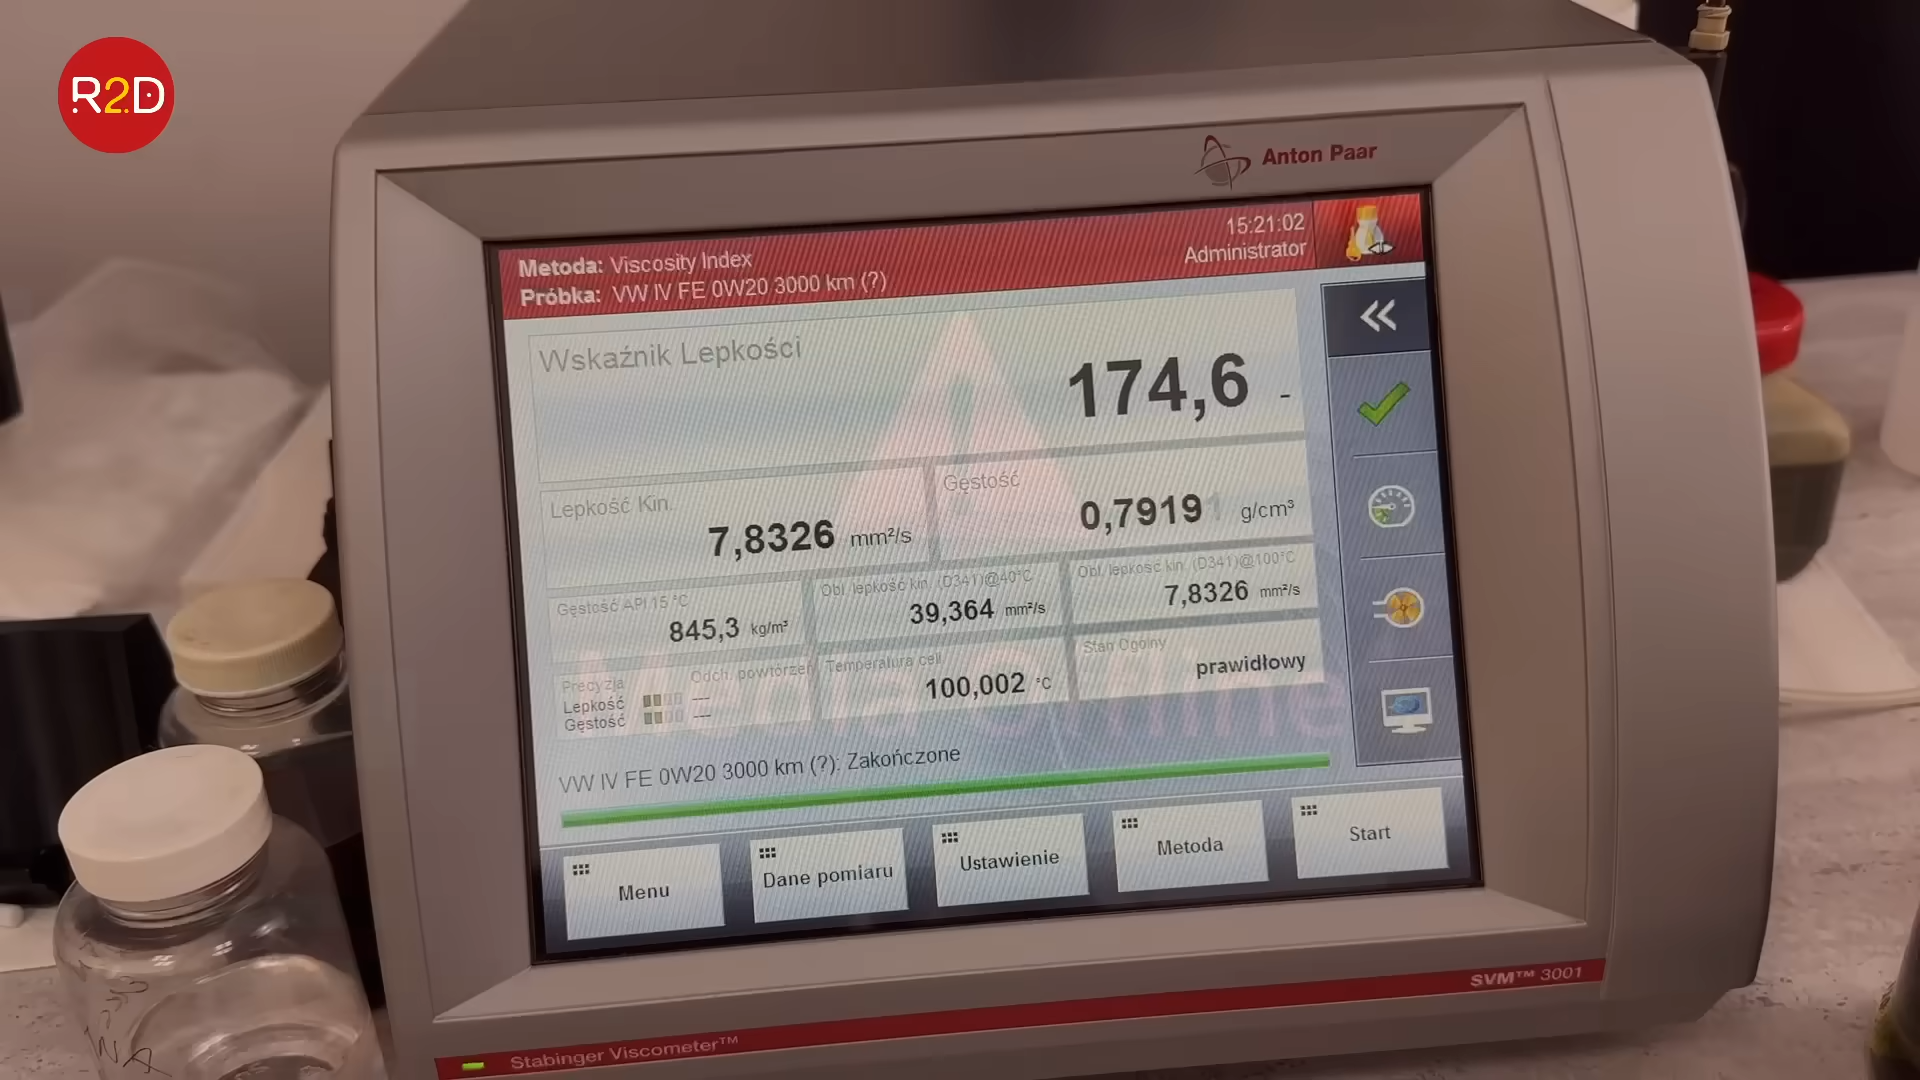 R2D
Anton Paar
Metoda: Viscosity Index
15:21:02
Próbka: VW IV FE 0W20 3000 km (?)
Administrator
Wskaźnik Lepkości
174,6 -
Lepkość Kin.
7,8326 mm²/s
Gęstość
0,7919 g/cm³
Gęstość API 15 °C
845,3 kg/m³
Obl. lepkość kin. (D341)@40°C
39,364 mm²/s
Obl. lepkość kin. (D341)@100°C
7,8326 mm²/s
Precyzja
Odch. powtórzeń
Lepkość ---
Gęstość ---
Temperatura celi
100,002 °C
Stan Ogólny
prawidłowy
VW IV FE 0W20 3000 km (?): Zakończone
Menu
Dane pomiaru
Ustawienie
Metoda
Start
SVM™ 3001
Stabinger Viscometer™